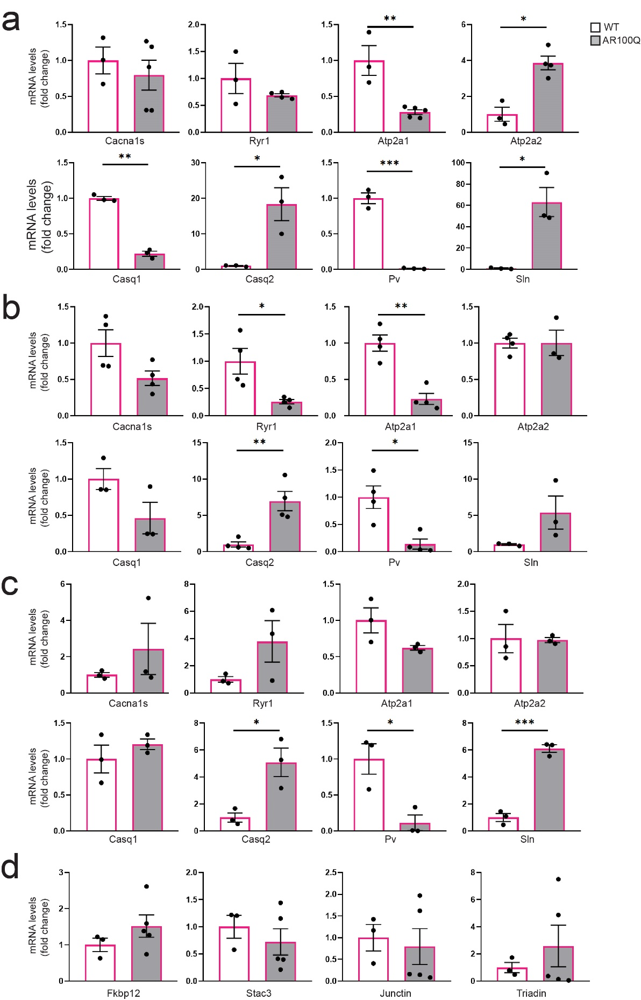 a
WT
AR100Q
mRNA levels
(fold change)
1.5
1.0
0.5
0.0
Cacna1s
2.0
1.5
1.0
0.5
0.0
Ryr1
**
1.5
1.0
0.5
0.0
Atp2a1
*
6
4
2
0
Atp2a2
mRNA levels
(fold change)
**
1.5
1.0
0.5
0.0
Casq1
*
30
20
10
0
Casq2
***
1.5
1.0
0.5
0.0
Pv
*
100
80
60
40
20
0
Sln
b
mRNA levels
(fold change)
1.5
1.0
0.5
0.0
Cacna1s
*
2.0
1.5
1.0
0.5
0.0
Ryr1
**
1.5
1.0
0.5
0.0
Atp2a1
1.5
1.0
0.5
0.0
Atp2a2
mRNA levels
(fold change)
1.5
1.0
0.5
0.0
Casq1
**
15
10
5
0
Casq2
*
2.0
1.5
1.0
0.5
0.0
Pv
15
10
5
0
Sln
c
mRNA levels
(fold change)
6
4
2
0
Cacna1s
8
6
4
2
0
Ryr1
1.5
1.0
0.5
0.0
Atp2a1
2.0
1.5
1.0
0.5
0.0
Atp2a2
mRNA levels
(fold change)
1.5
1.0
0.5
0.0
Casq1
*
8
6
4
2
0
Casq2
*
1.5
1.0
0.5
0.0
Pv
***
8
6
4
2
0
Sln
d
mRNA levels
(fold change)
3
2
1
0
Fkbp12
2.0
1.5
1.0
0.5
0.0
Stac3
2.5
2.0
1.5
1.0
0.5
0.0
Junctin
8
6
4
2
0
Triadin